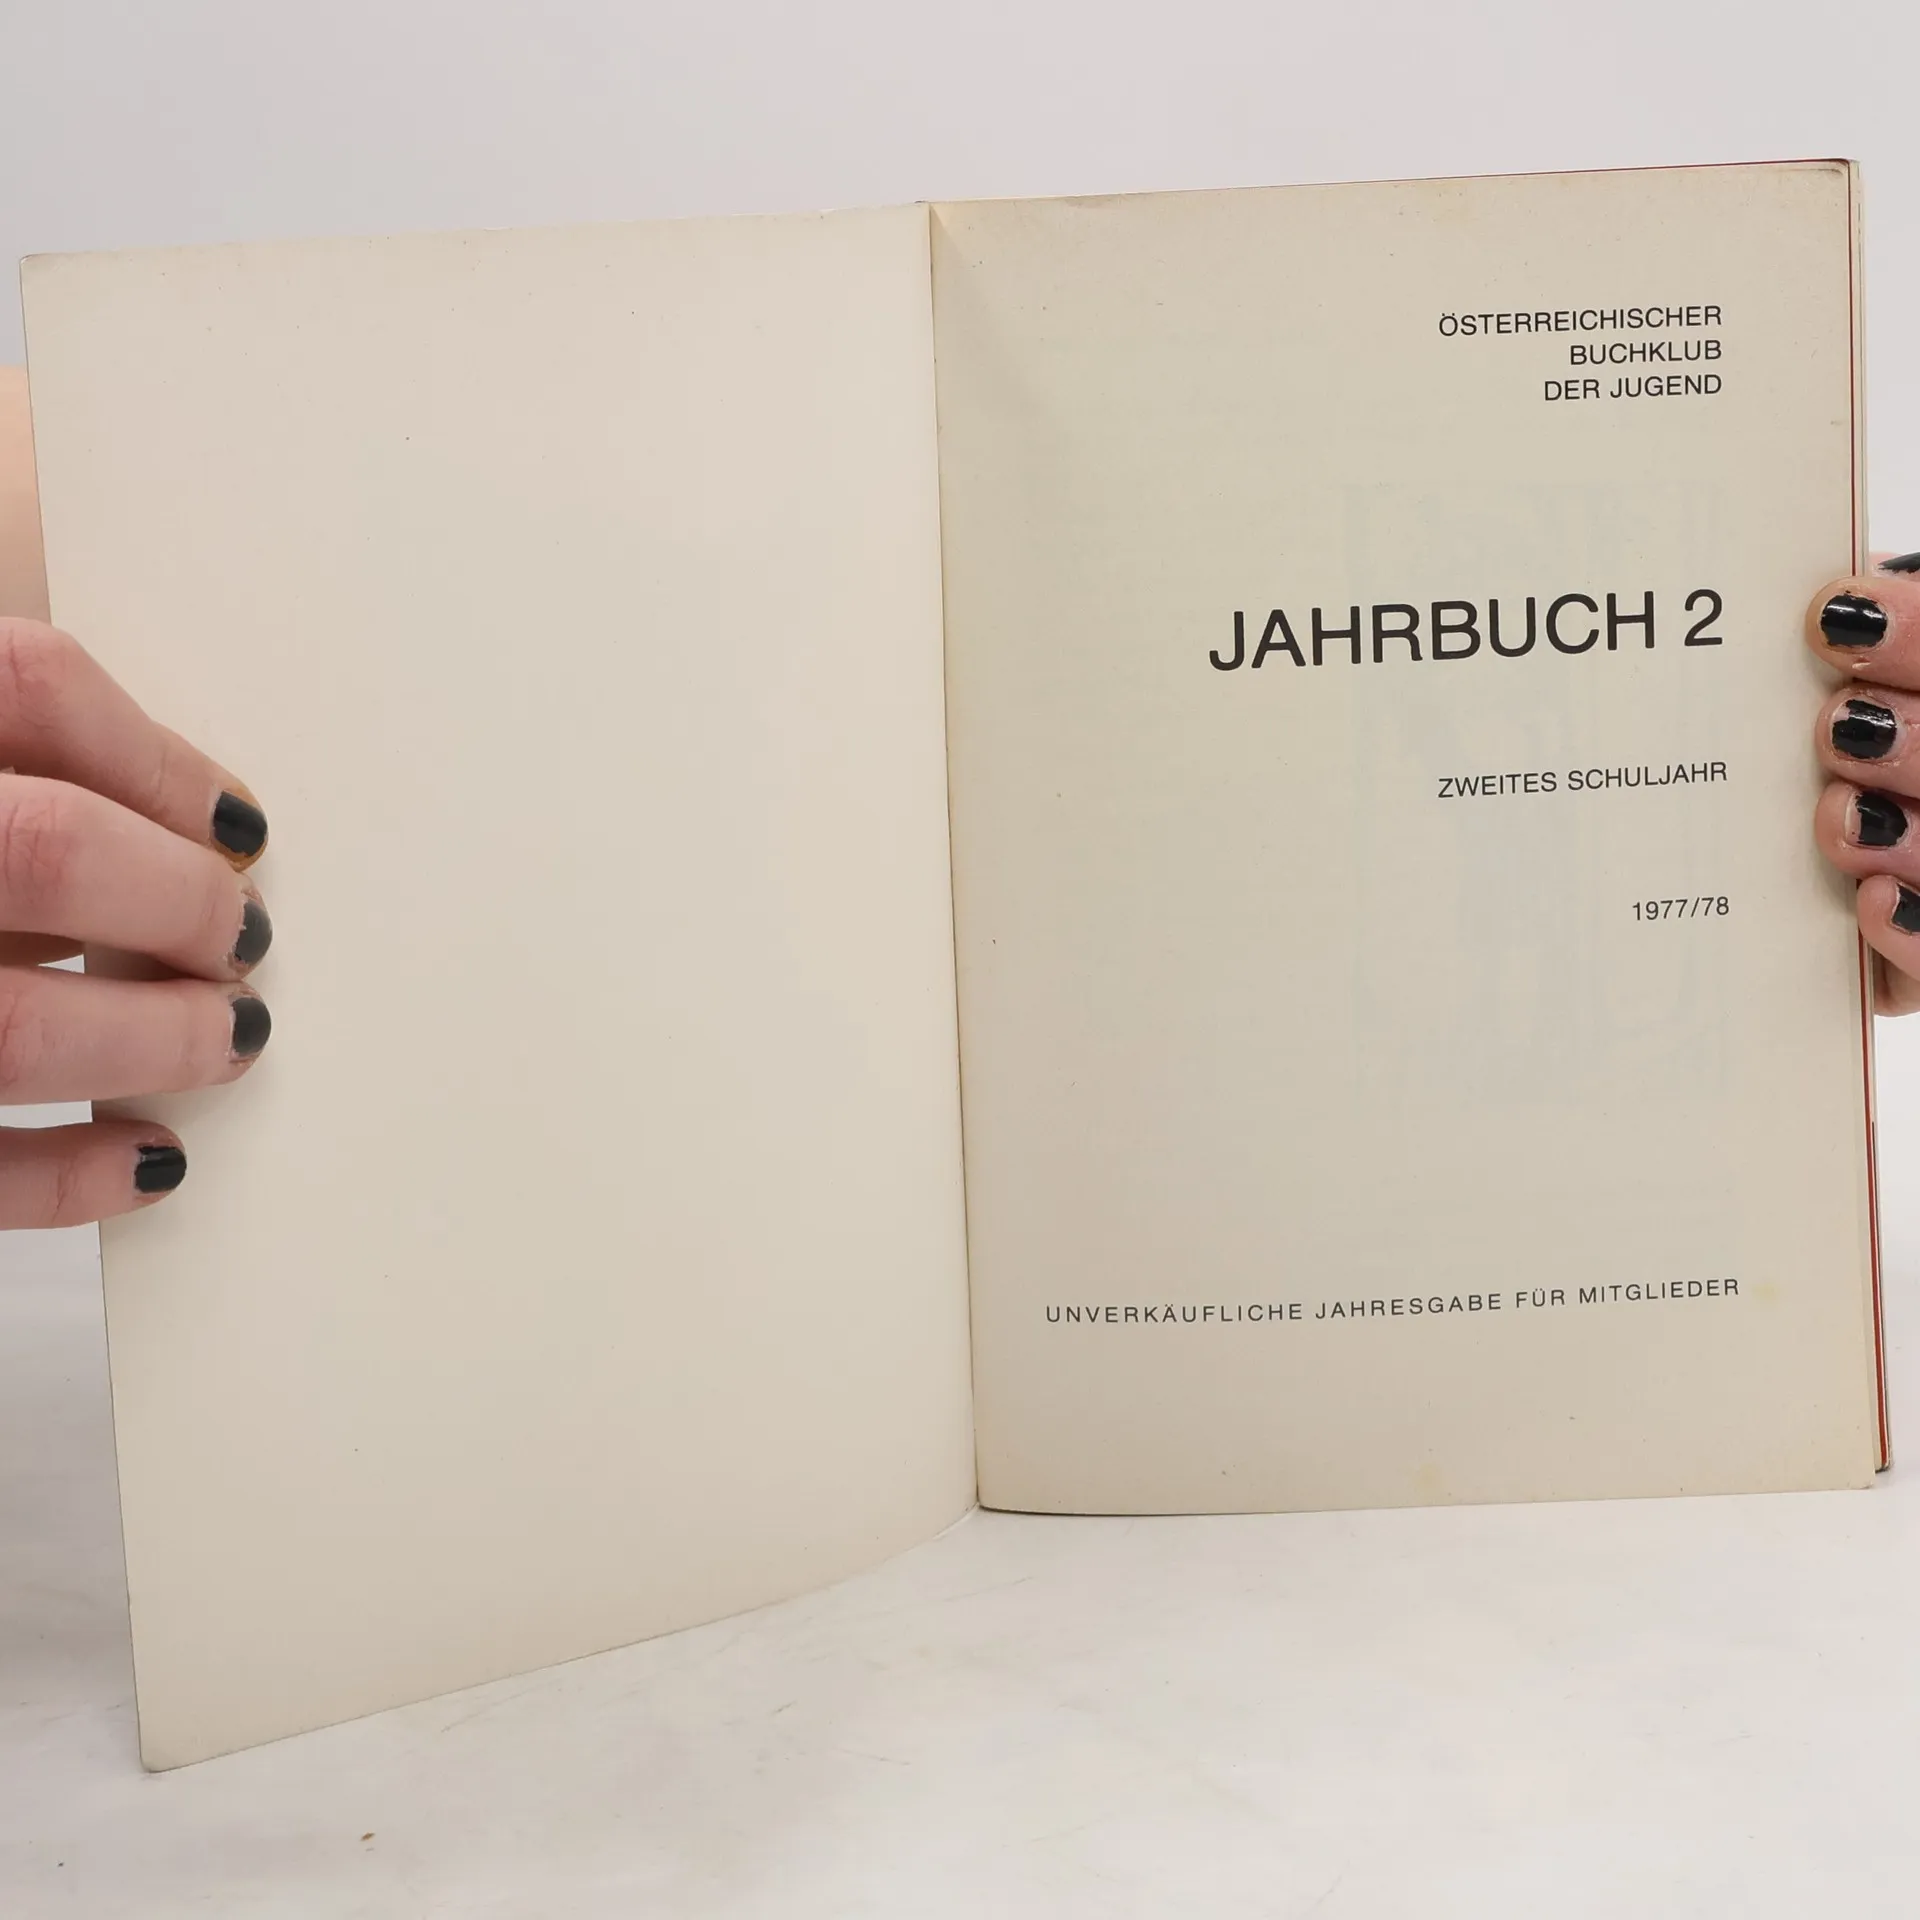 ÖSTERREICHISCHER
BUCHKLUB
DER JUGEND
JAHRBUCH 2
ZWEITES SCHULJAHR
1977/78
UNVERKÄUFLICHE JAHRESGABE FÜR MITGLIEDER